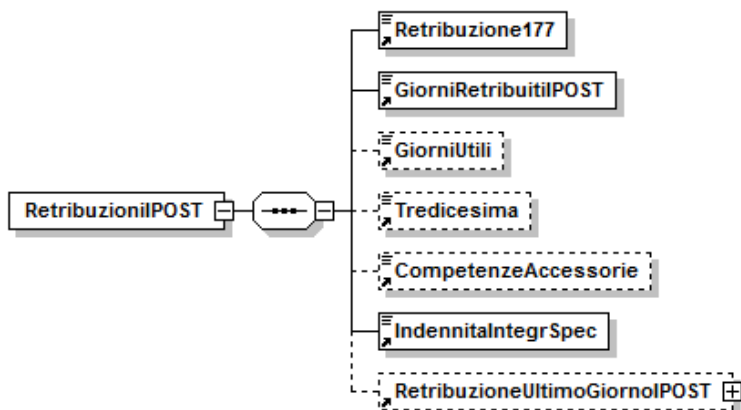 Retribuzione177
GiorniRetribuitiIPOST
GiorniUtili
RetribuzioniIPOST
Tredicesima
CompetenzeAccessorie
IndennitaIntegrSpec
RetribuzioneUltimoGiornoIPOST